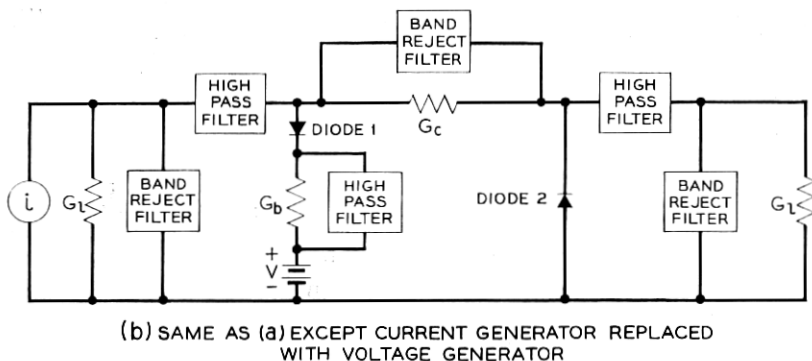 BAND
REJECT
FILTER
HIGH
PASS
FILTER
HIGH
PASS
FILTER
DIODE 1
Gc
i
Gl
BAND
REJECT
FILTER
Gb
HIGH
PASS
FILTER
DIODE 2
BAND
REJECT
FILTER
Gl
+
V
-
(b) SAME AS (a) EXCEPT CURRENT GENERATOR REPLACED
WITH VOLTAGE GENERATOR